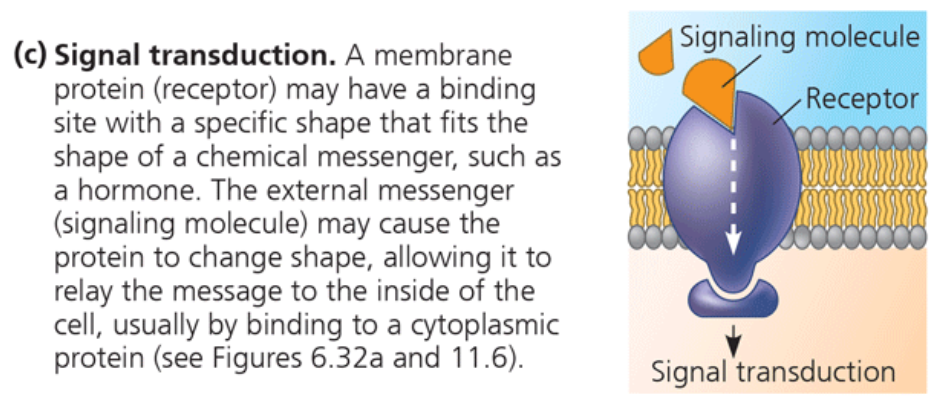 (c) Signal transduction. A membrane
protein (receptor) may have a binding
site with a specific shape that fits the
shape of a chemical messenger, such as
a hormone. The external messenger
(signaling molecule) may cause the
protein to change shape, allowing it to
relay the message to the inside of the
cell, usually by binding to a cytoplasmic
protein (see Figures 6.32a and 11.6).
Signaling molecule
Receptor
Signal transduction